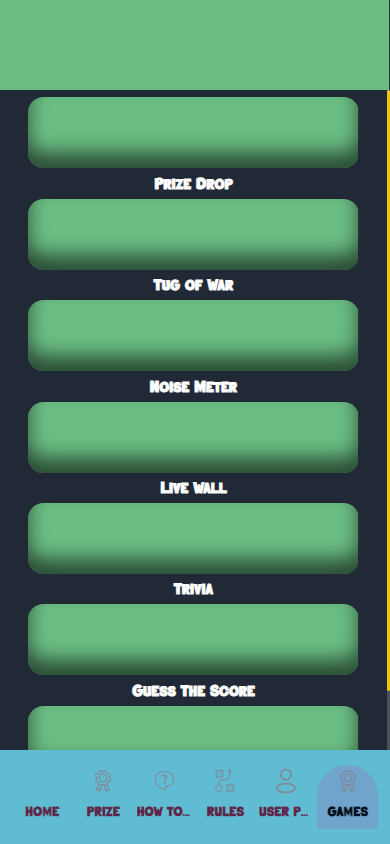 Prize Drop
Tug of War
Noise Meter
Live Wall
Trivia
Guess The Score
HOME
PRIZE
HOW TO...
RULES
USER P...
GAMES